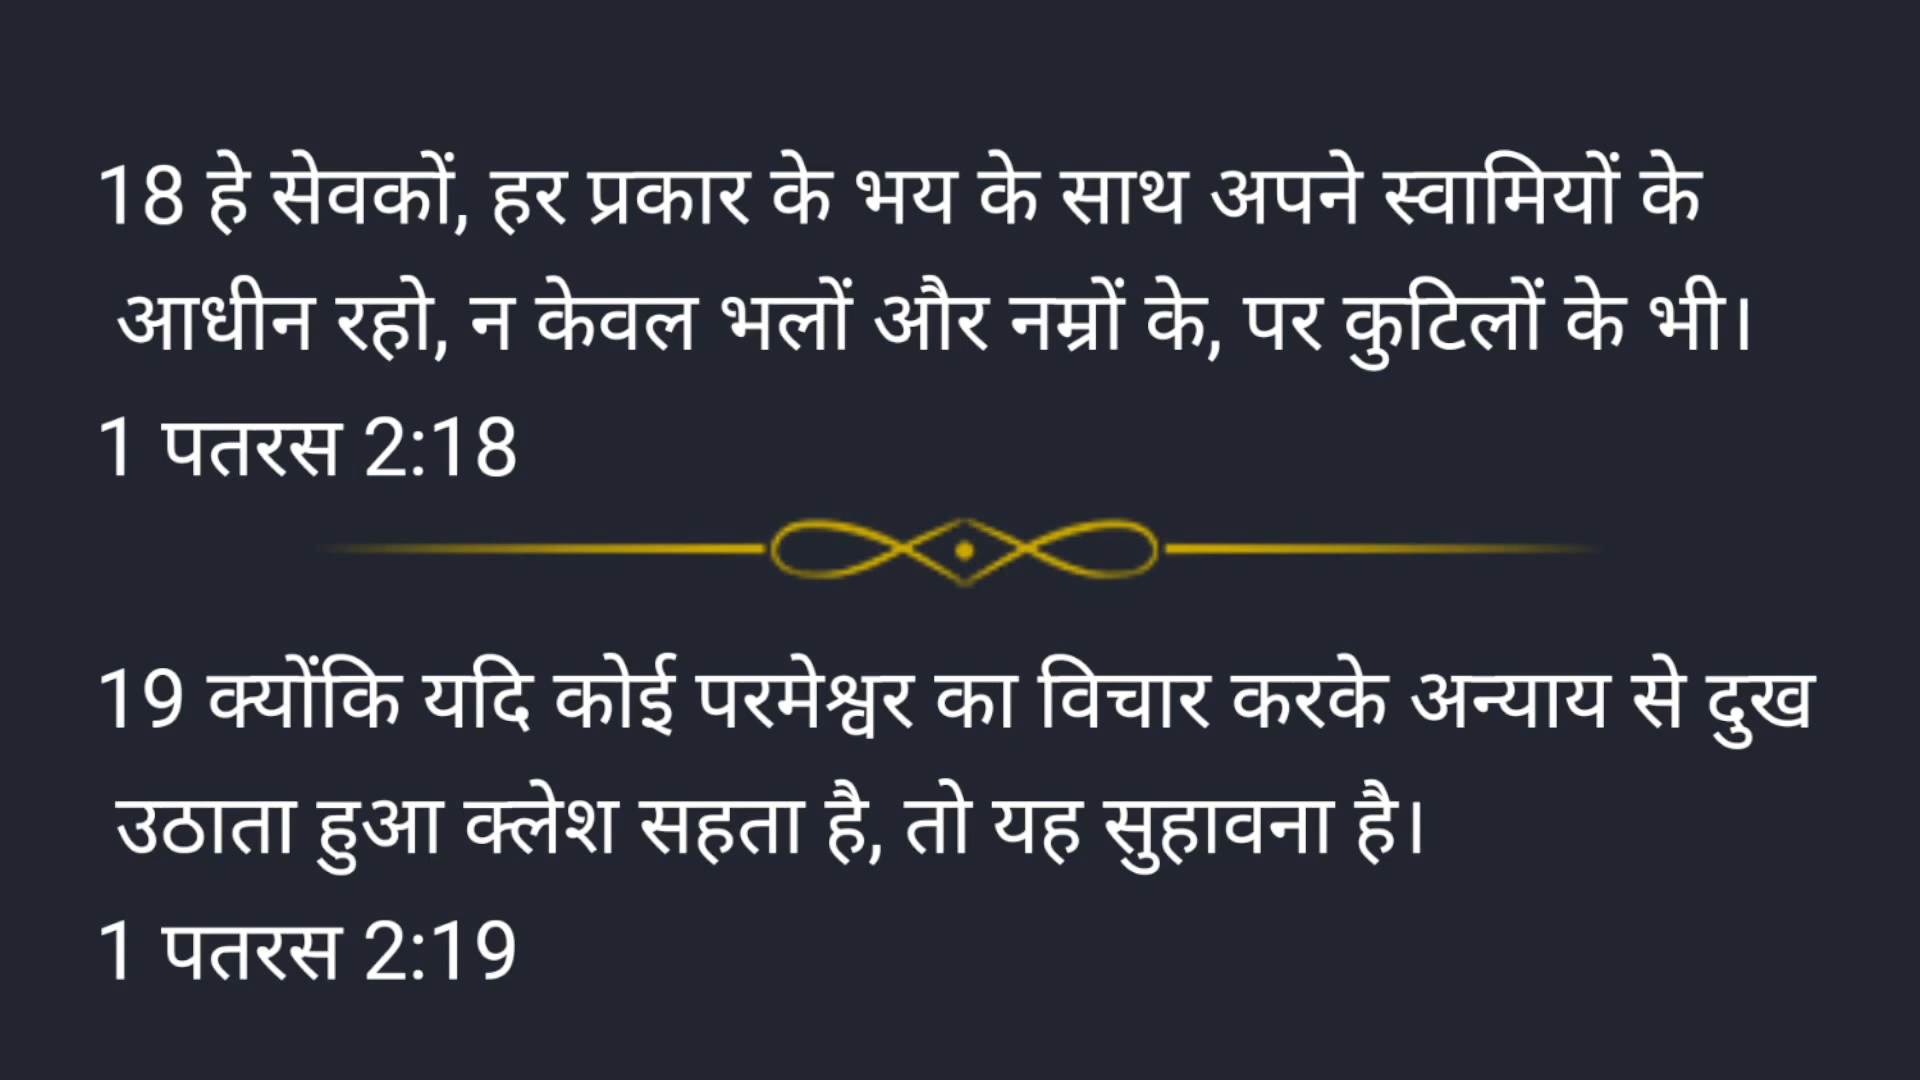 18 हे सेवकों, हर प्रकार के भय के साथ अपने स्वामियों के
आधीन रहो, न केवल भलों और नम्रों के, पर कुटिलों के भी।
1 पतरस 2:18
19 क्योंकि यदि कोई परमेश्वर का विचार करके अन्याय से दुख
उठाता हुआ क्लेश सहता है, तो यह सुहावना है।
1 पतरस 2:19